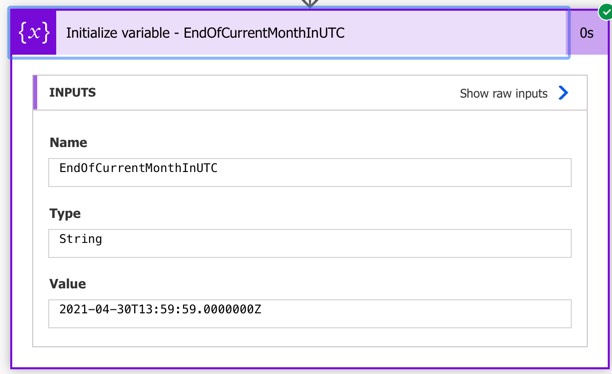 {x} Initialize variable - EndOfCurrentMonthInUTC 0s
INPUTS Show raw inputs
Name
EndOfCurrentMonthInUTC
Type
String
Value
2021-04-30T13:59:59.0000000Z